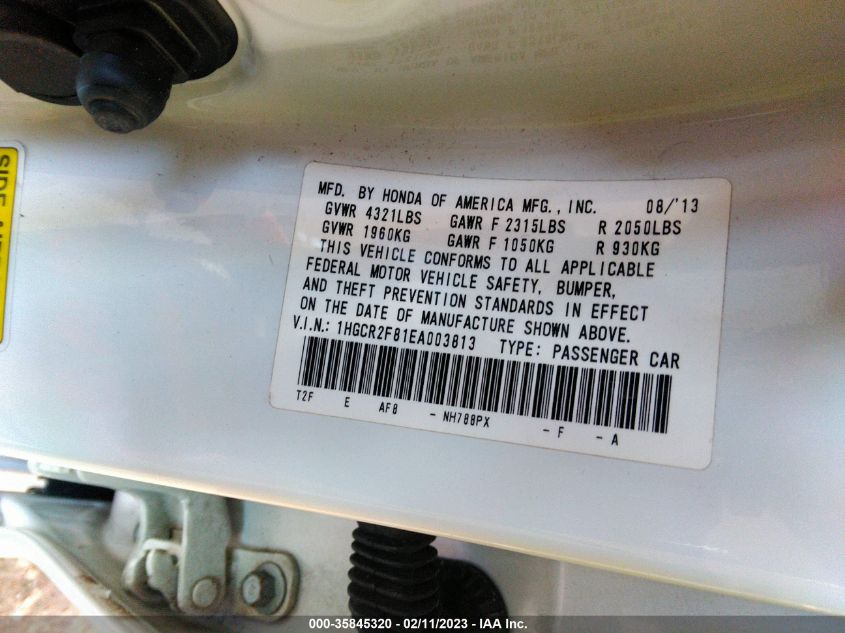 MFD. BY HONDA OF AMERICA MFG., INC. 08/'13
GVWR 4321LBS GAWR F 2315LBS R 2050LBS
GVWR 1960KG GAWR F 1050KG R 930KG
THIS VEHICLE CONFORMS TO ALL APPLICABLE
FEDERAL MOTOR VEHICLE SAFETY, BUMPER,
AND THEFT PREVENTION STANDARDS IN EFFECT
ON THE DATE OF MANUFACTURE SHOWN ABOVE.
V.I.N.: 1HGCR2F81EA003813 TYPE: PASSENGER CAR
T2F E AF8 - NH788PX - F - A
SIDE
000-35845320 - 02/11/2023 - IAA Inc.